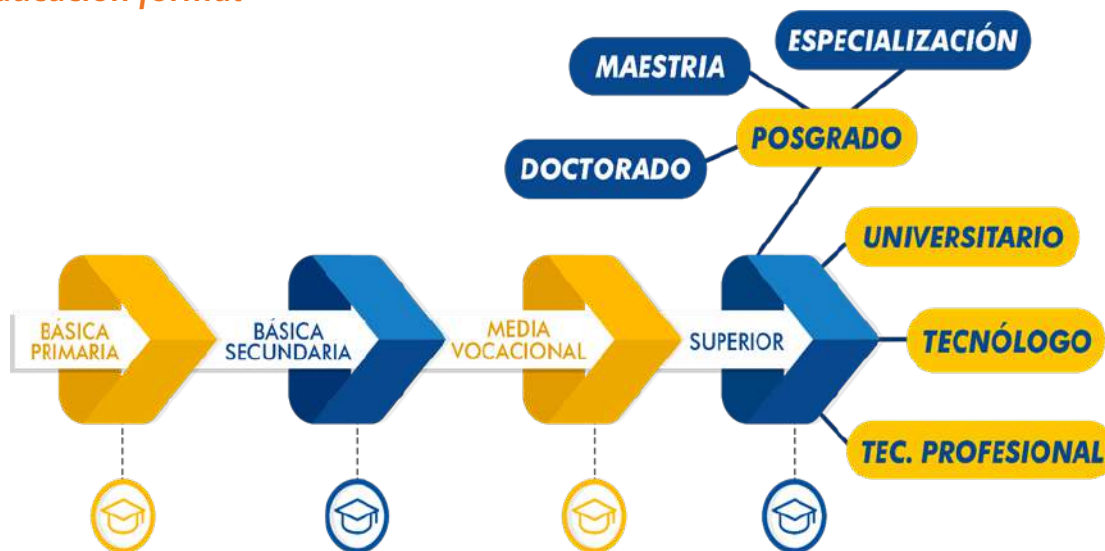 ESPECIALIZACIÓN
MAESTRIA
POSGRADO
DOCTORADO
UNIVERSITARIO
BÁSICA
PRIMARIA
BÁSICA
SECUNDARIA
MEDIA
VOCACIONAL
SUPERIOR
TECNÓLOGO
TEC. PROFESIONAL